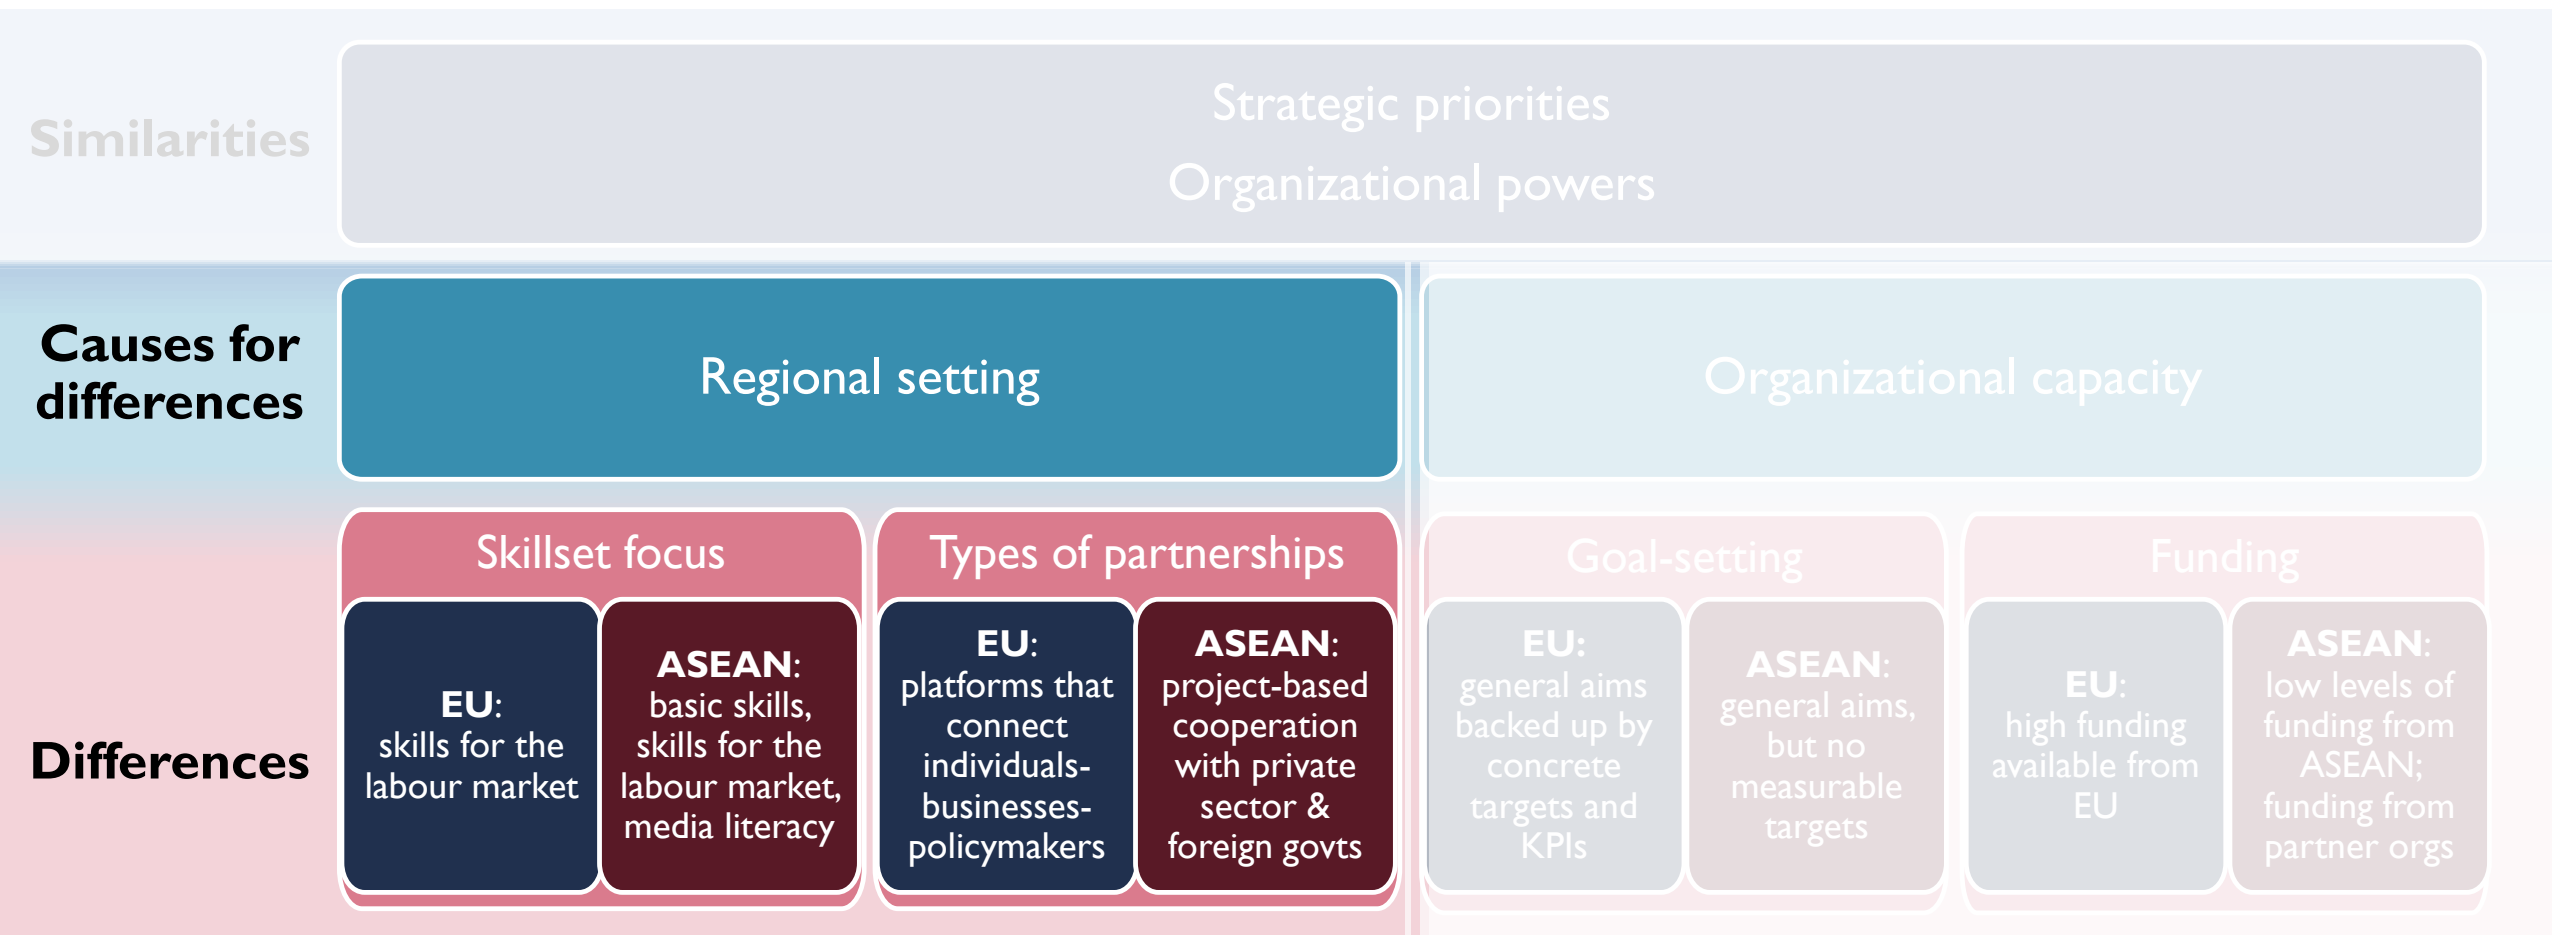 Similarities
Strategic priorities
Organizational powers
Causes for
differences
Regional setting
Organizational capacity
Differences
Skillset focus
EU:
skills for the
labour market
ASEAN:
basic skills,
skills for the
labour market,
media literacy
Types of partnerships
EU:
platforms that
connect
individuals-
businesses-
policymakers
ASEAN:
project-based
cooperation
with private
sector &
foreign govts
Goal-setting
EU:
general aims
backed up by
concrete
targets and
KPIs
ASEAN:
general aims,
but no
measurable
targets
Funding
EU:
high funding
available from
EU
ASEAN:
low levels of
funding from
ASEAN;
funding from
partner orgs